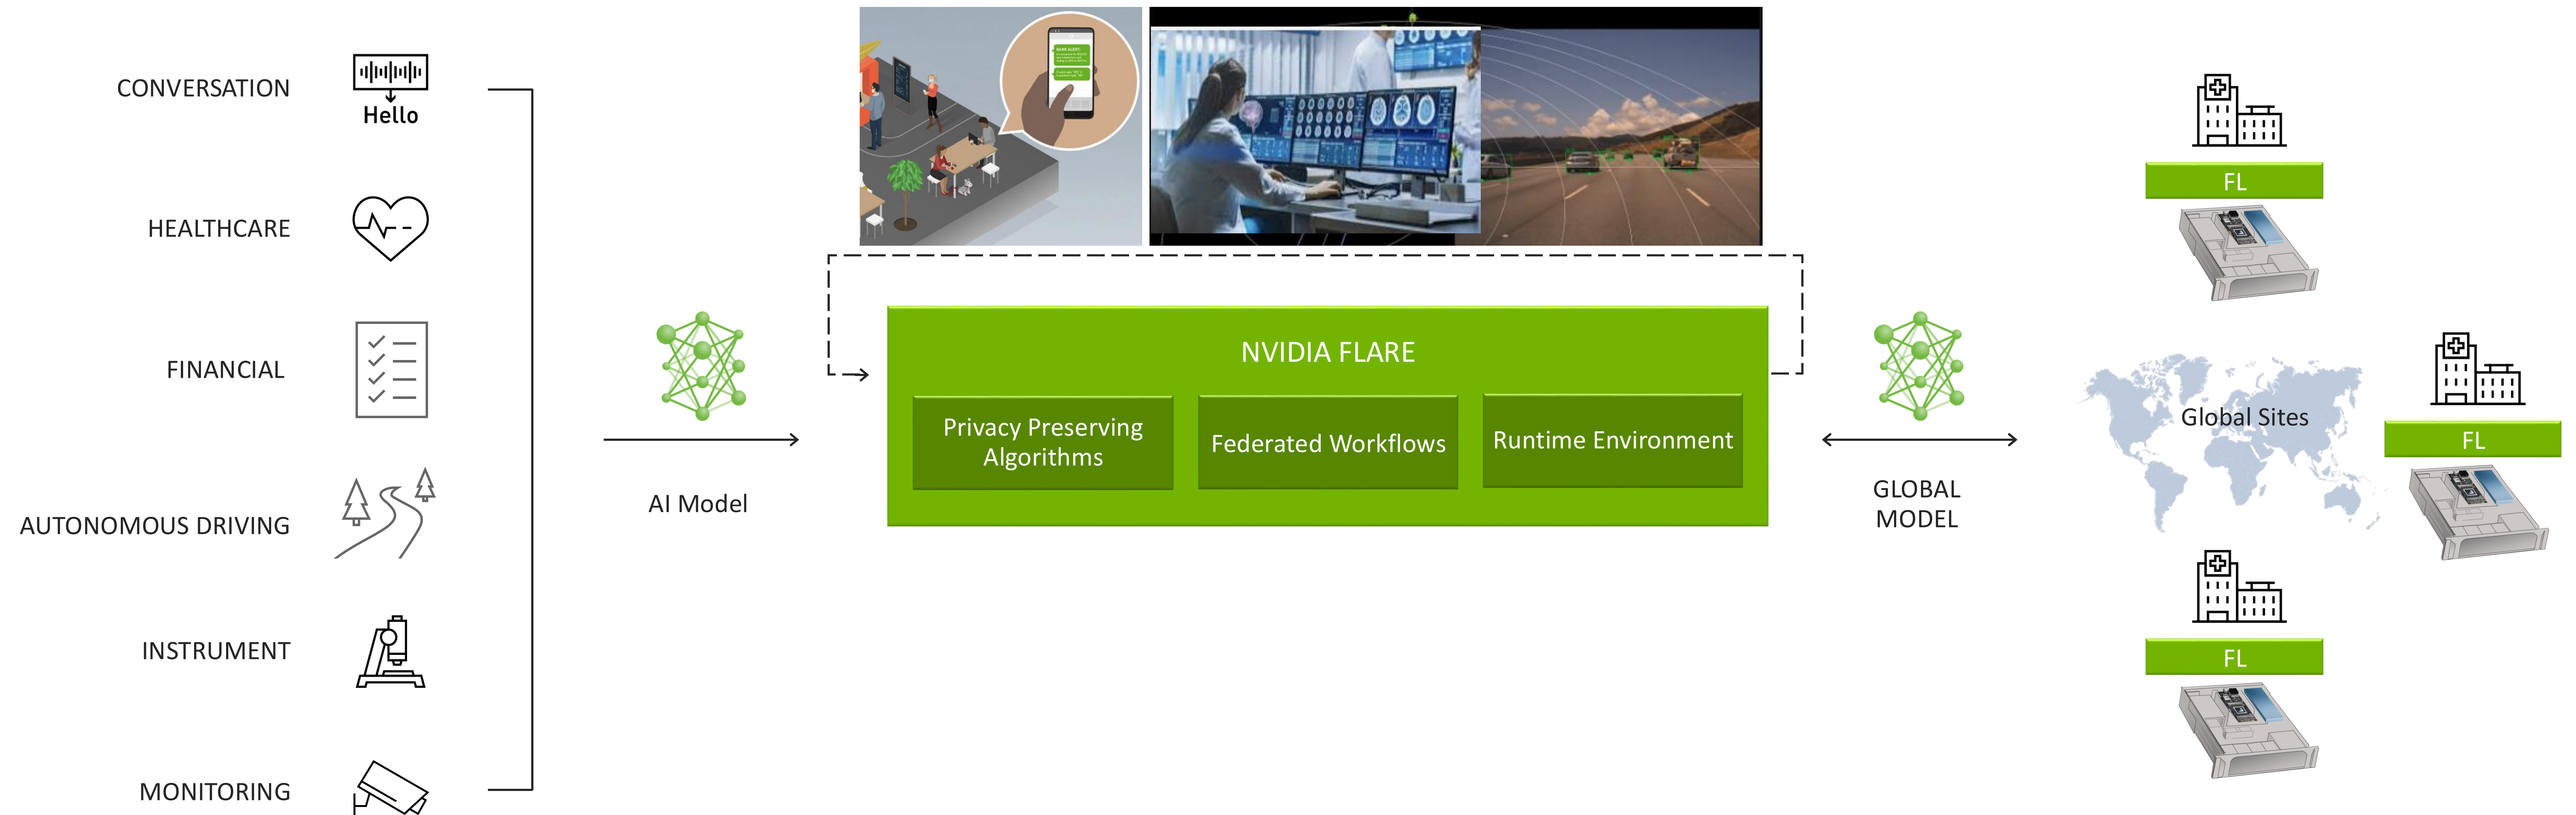 CONVERSATION
Hello
HEALTHCARE
FINANCIAL
AUTONOMOUS DRIVING
INSTRUMENT
MONITORING
AI Model
NVIDIA FLARE
Privacy Preserving
Algorithms
Federated Workflows
Runtime Environment
GLOBAL
MODEL
FL
Global Sites
FL
FL